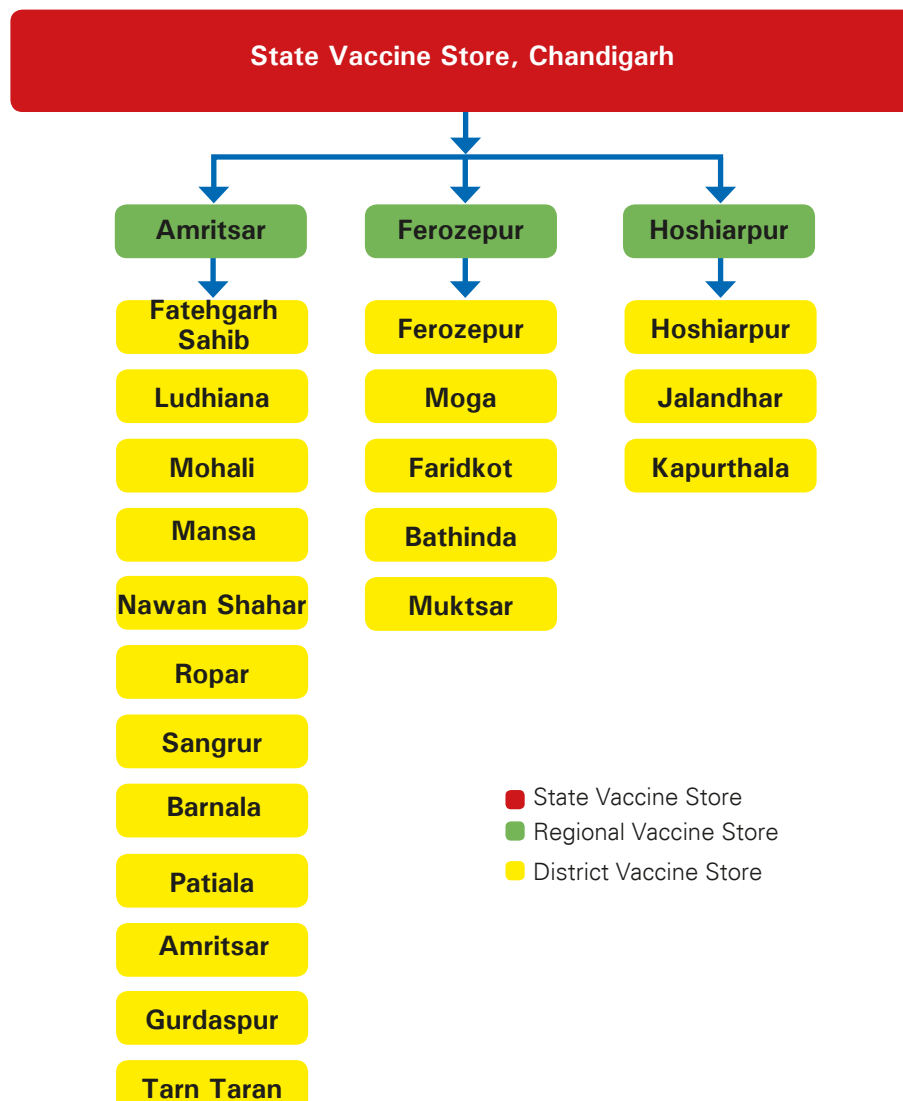 State Vaccine Store, Chandigarh
Amritsar
Fatehgarh
Sahib
Ludhiana
Mohali
Mansa
Nawan Shahar
Ropar
Sangrur
Barnala
Patiala
Amritsar
Gurdaspur
Tarn Taran
Ferozepur
Ferozepur
Moga
Faridkot
Bathinda
Muktsar
Hoshiarpur
Hoshiarpur
Jalandhar
Kapurthala
State Vaccine Store
Regional Vaccine Store
District Vaccine Store